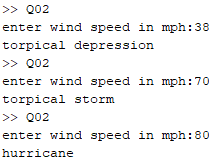 >> Q02
enter wind speed in mph:38
torpical depression
>> Q02
enter wind speed in mph:70
torpical storm
>> Q02
enter wind speed in mph:80
hurricane